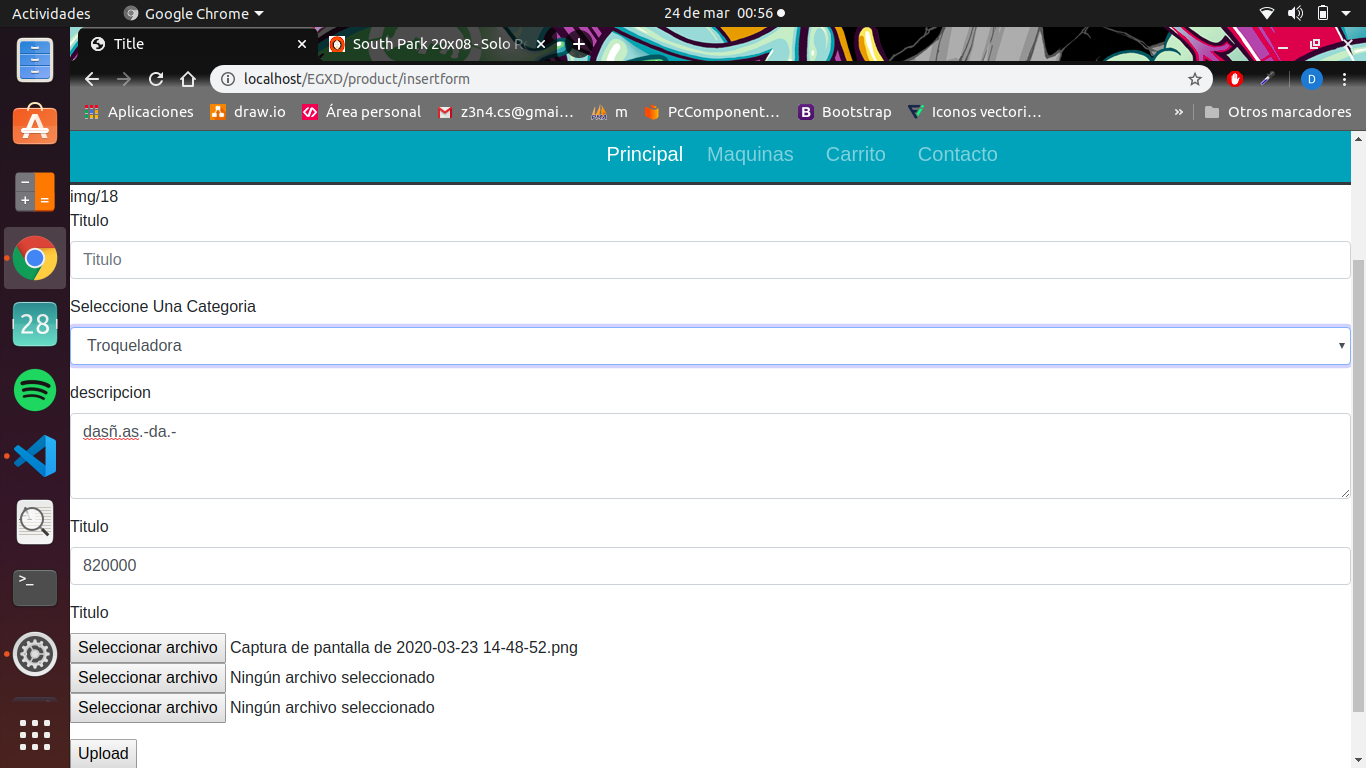 Actividades Google Chrome 24 de mar 00:56
Title South Park 20x08 - Solo R
localhost/EGXD/product/insertform D
Aplicaciones draw.io Área personal z3n4.cs@gmai… m PcComponent… Bootstrap Iconos vectori… » Otros marcadores
Principal Maquinas Carrito Contacto
img/18
Titulo
Titulo
Seleccione Una Categoria
Troqueladora
descripcion
dasñ.as.-da.-
Titulo
820000
Titulo
Seleccionar archivo Captura de pantalla de 2020-03-23 14-48-52.png
Seleccionar archivo Ningún archivo seleccionado
Seleccionar archivo Ningún archivo seleccionado
Upload
28